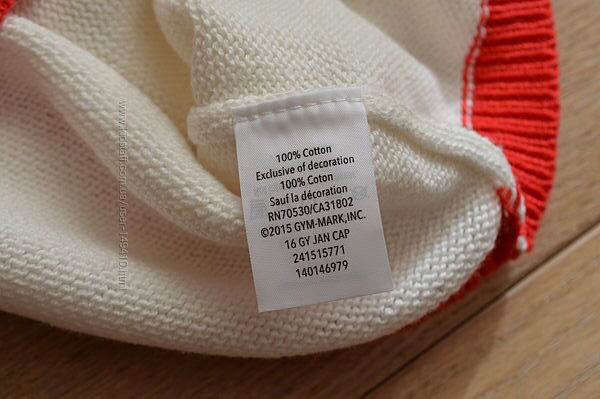 100% Cotton
Exclusive of decoration
100% Coton
Sauf la décoration
RN70530/CA31802
©2015 GYM-MARK,INC.
16 GY JAN CAP
241515771
140146979